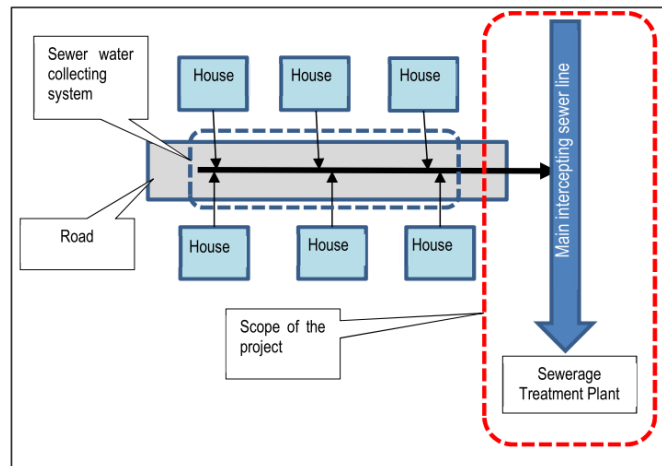 Sewer water
collecting
system
House
House
House
Main intercepting sewer line
Road
House
House
House
Scope of the
project
Sewerage
Treatment Plant